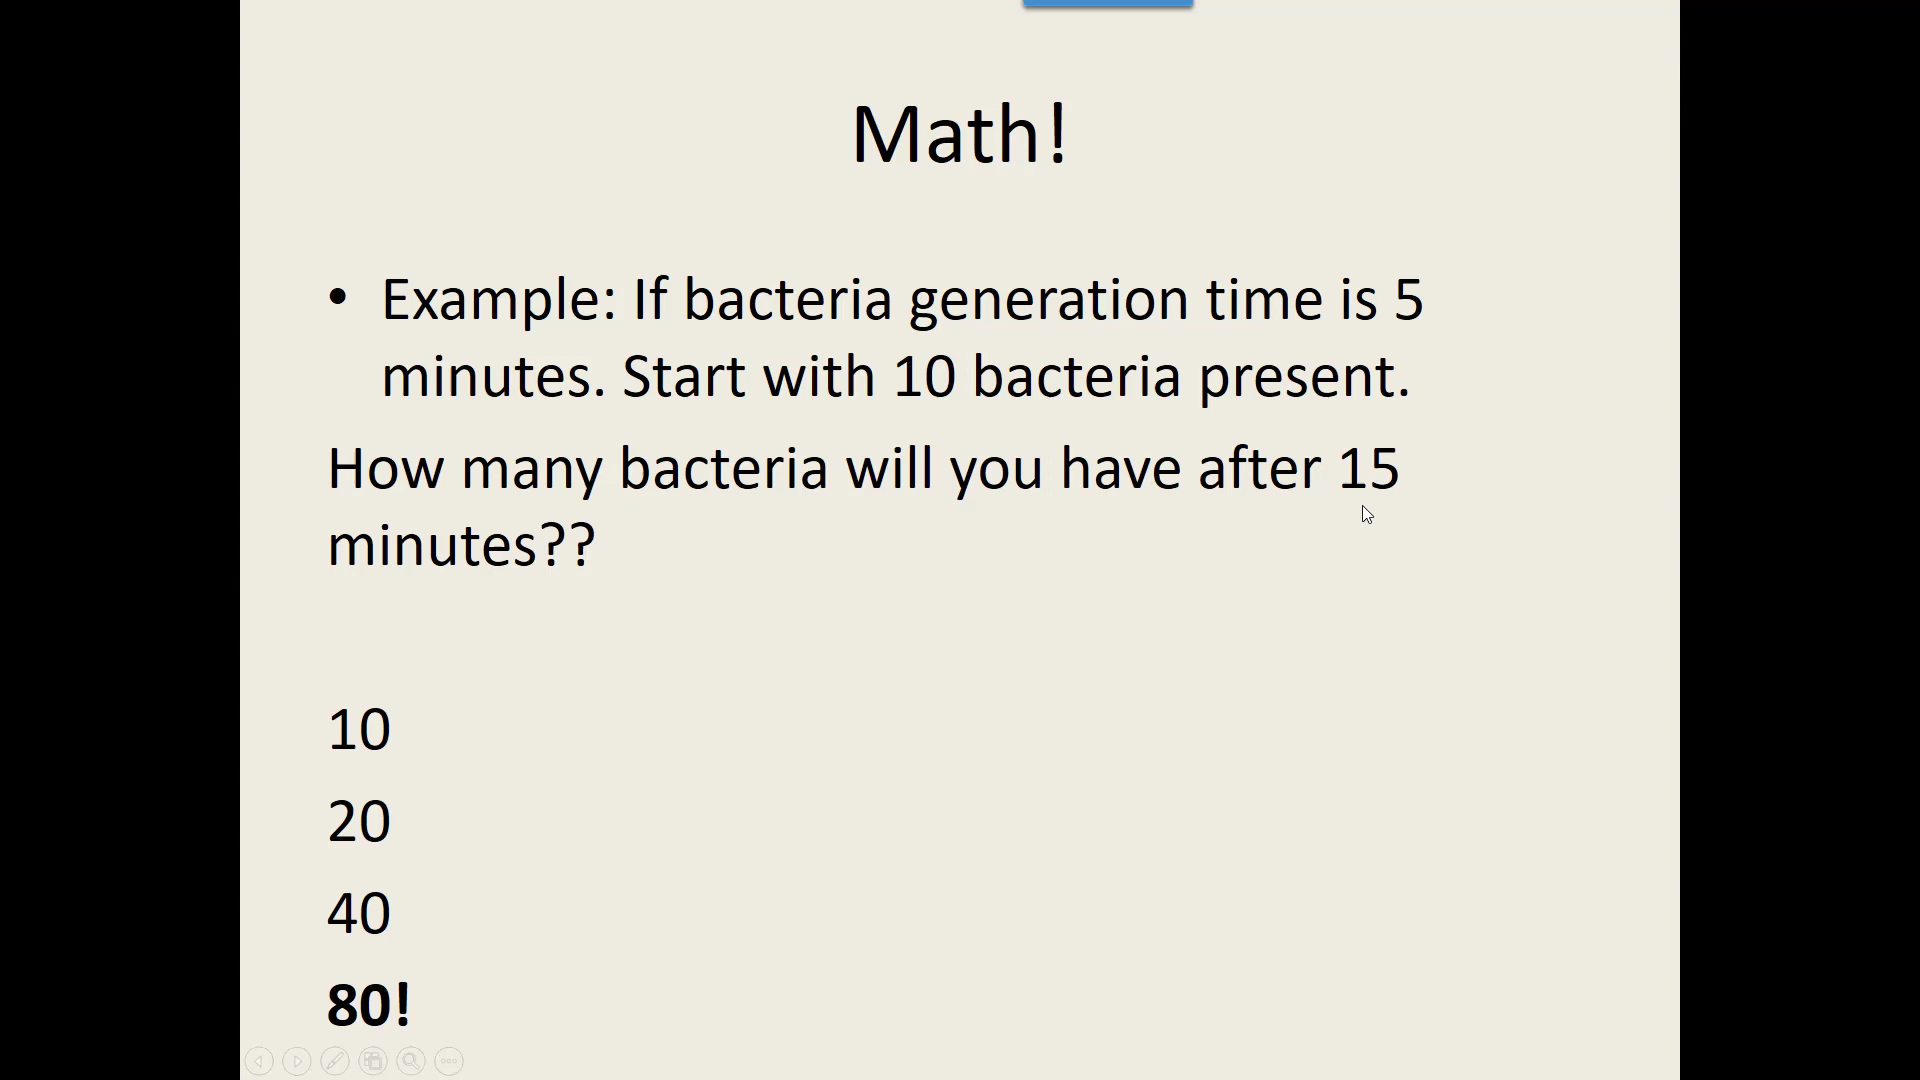 Math!
• Example: If bacteria generation time is 5
minutes. Start with 10 bacteria present.
How many bacteria will you have after 15
minutes??
10
20
40
80!